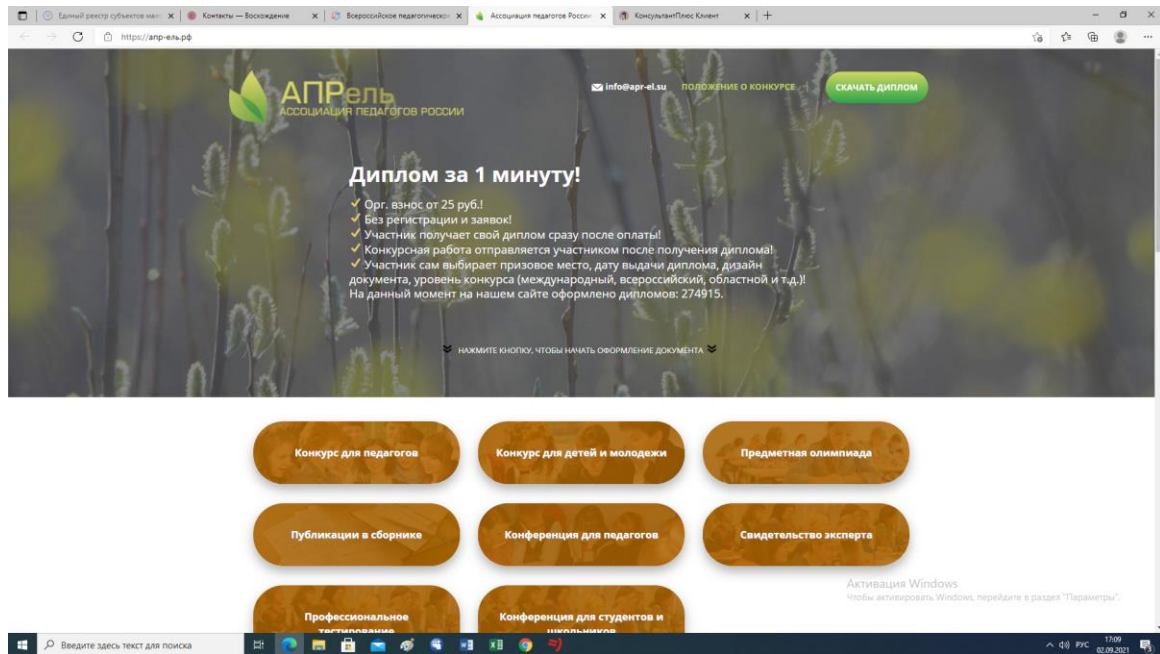 Единый реестр субъектов мало
Контакты — Восхождение
Всероссийское педагогическо
Ассоциация педагогов России
КонсультантПлюс Клиент
https://апр-ель.рф
АПРель
АССОЦИАЦИЯ ПЕДАГОГОВ РОССИИ
info@apr-el.su
ПОЛОЖЕНИЕ О КОНКУРСЕ
СКАЧАТЬ ДИПЛОМ
Диплом за 1 минуту!
Орг. взнос от 25 руб.!
Без регистрации и заявок!
Участник получает свой диплом сразу после оплаты!
Конкурсная работа отправляется участником после получения диплома!
Участник сам выбирает призовое место, дату выдачи диплома, дизайн
документа, уровень конкурса (международный, всероссийский, областной и т.д.)!
На данный момент на нашем сайте оформлено дипломов: 274915.
НАЖМИТЕ КНОПКУ, ЧТОБЫ НАЧАТЬ ОФОРМЛЕНИЕ ДОКУМЕНТА
Конкурс для педагогов
Конкурс для детей и молодежи
Предметная олимпиада
Публикации в сборнике
Конференция для педагогов
Свидетельство эксперта
Профессиональное
тестирование
Конференция для студентов и
школьников
Активация Windows
Чтобы активировать Windows, перейдите в раздел "Параметры".
Введите здесь текст для поиска
РУС
17:09
02.09.2021